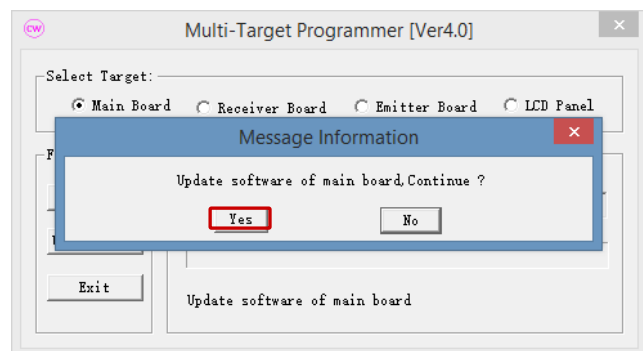 CW
Multi-Target Programmer [Ver4.0]
Select Target:
Main Board Receiver Board Emitter Board LCD Panel
Message Information
Update software of main board,Continue ?
Yes No
Exit
Update software of main board